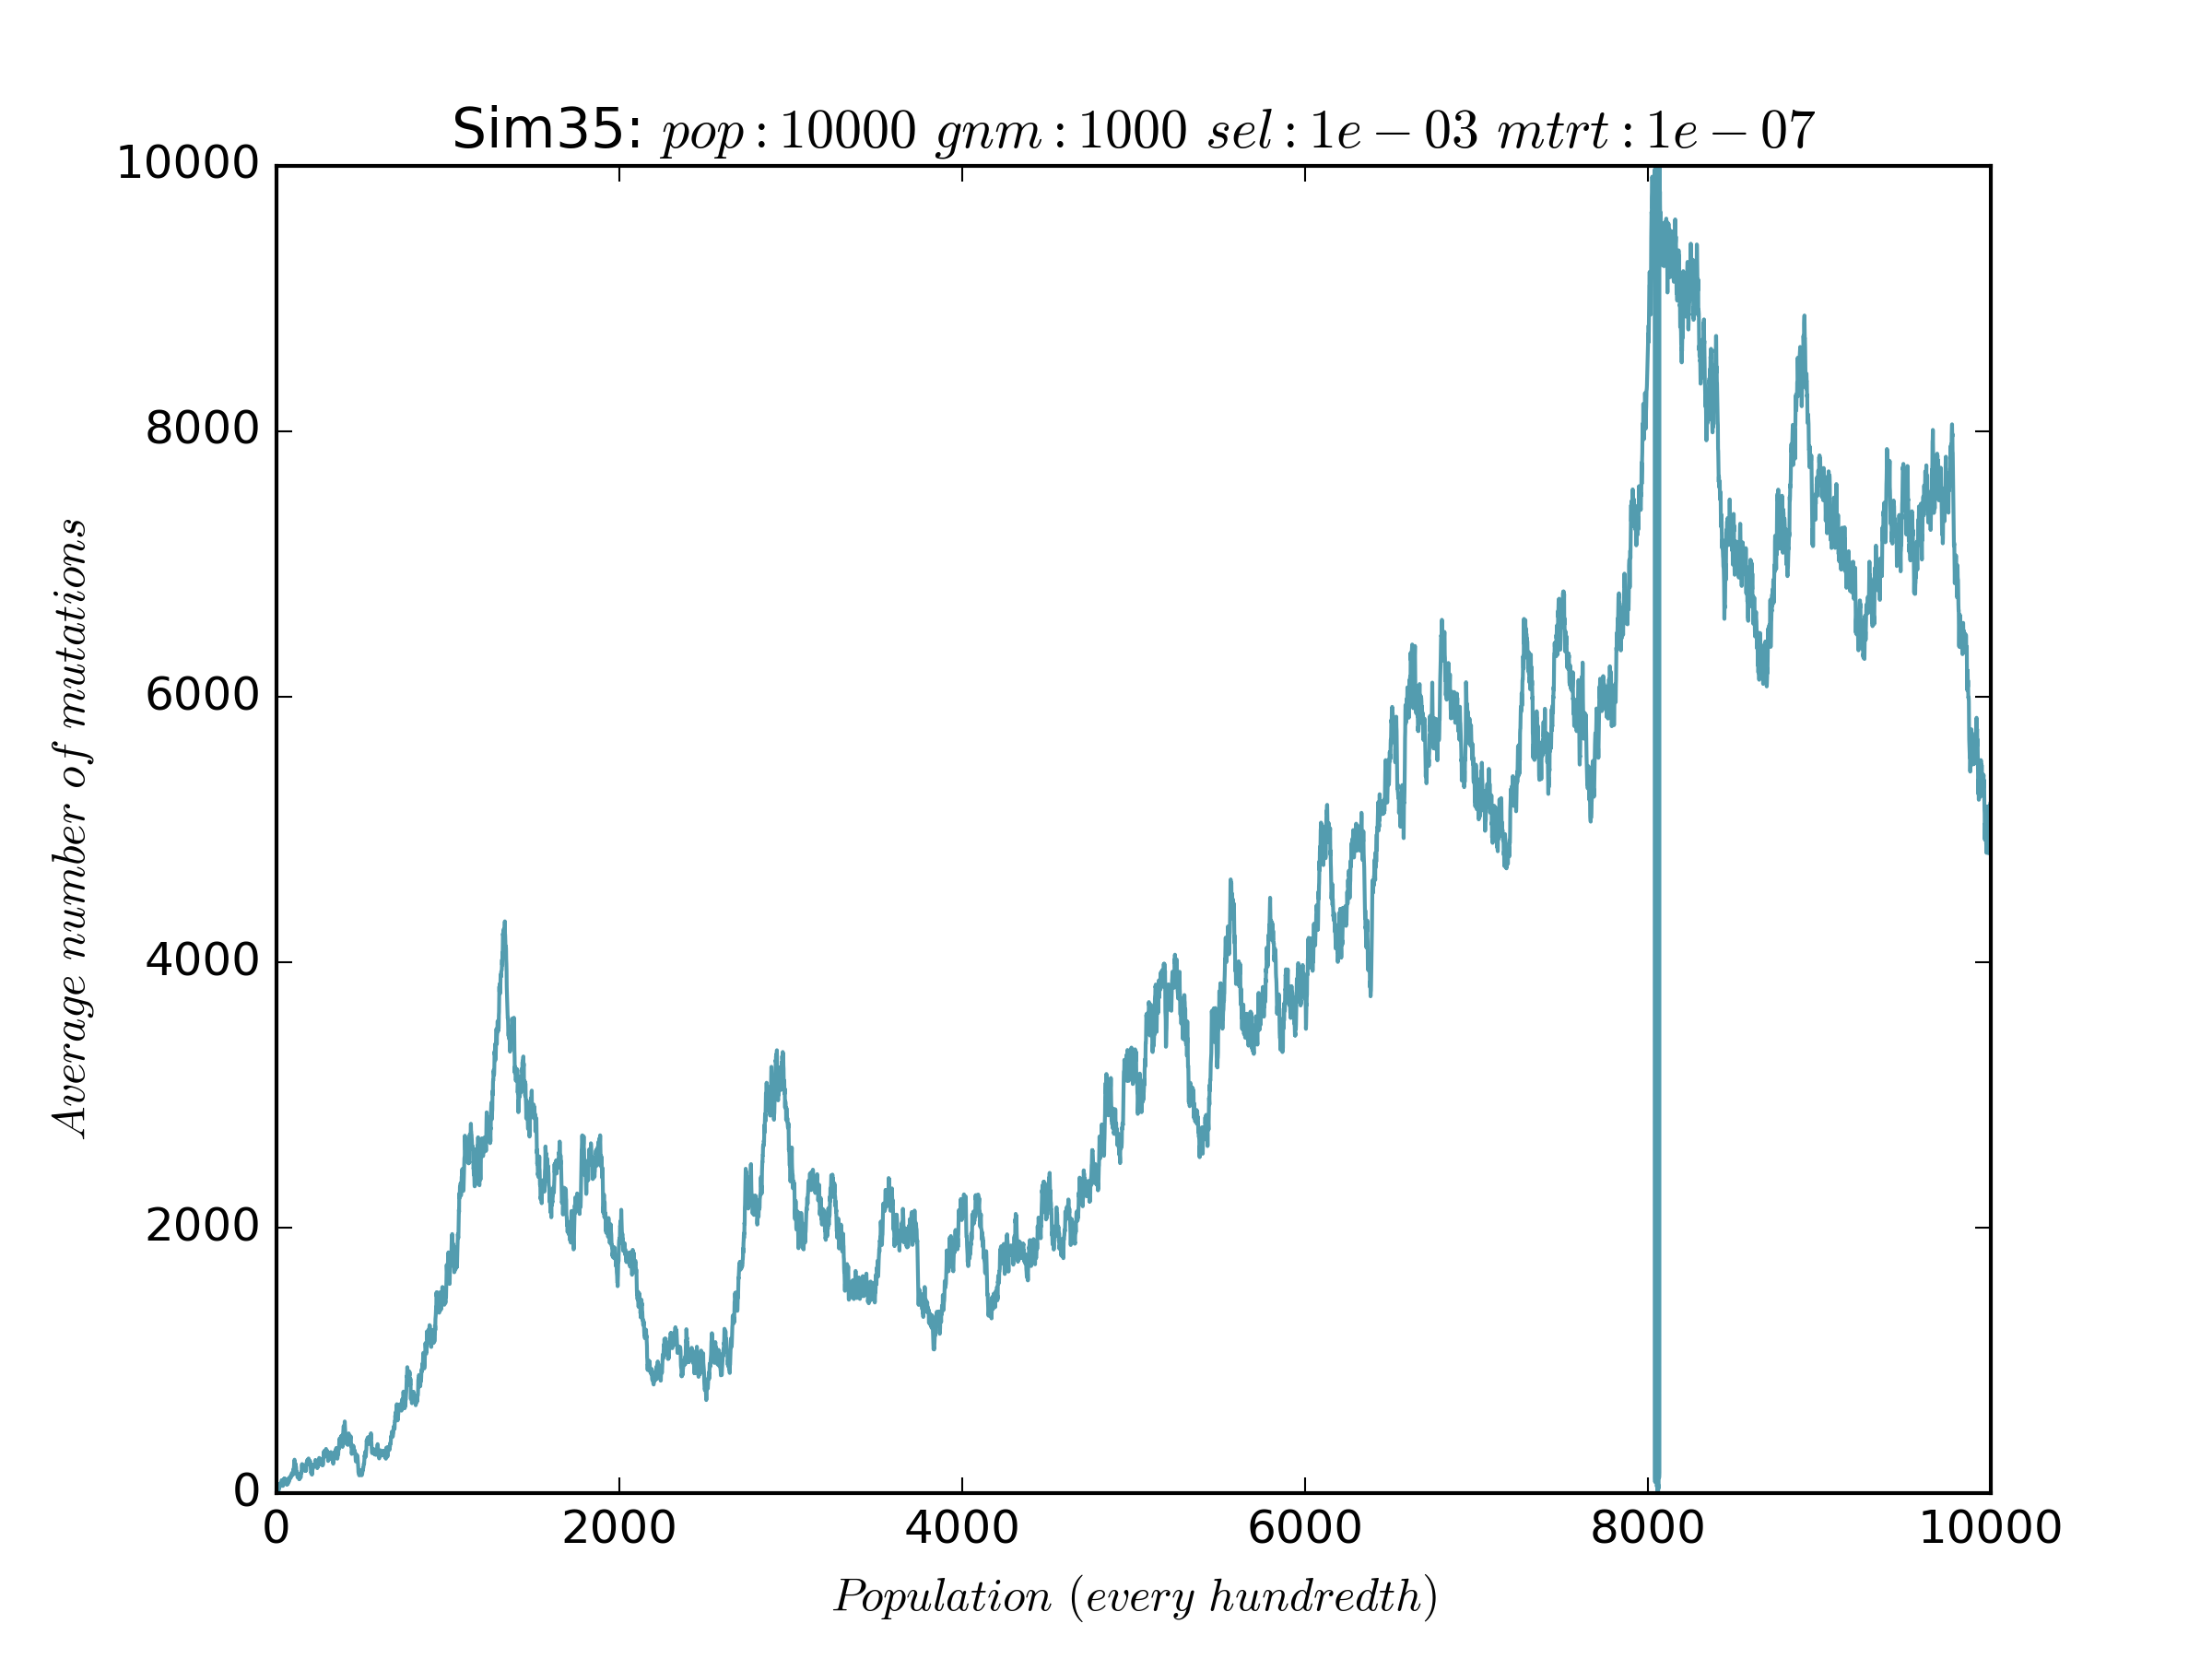 Sim35: pop : 10000 gnm : 1000 sel : 1e − 03 mtrt : 1e − 07
10000
8000
6000
4000
2000
0
Average number of mutations
0 2000 4000 6000 8000 10000
Population (every hundredth)